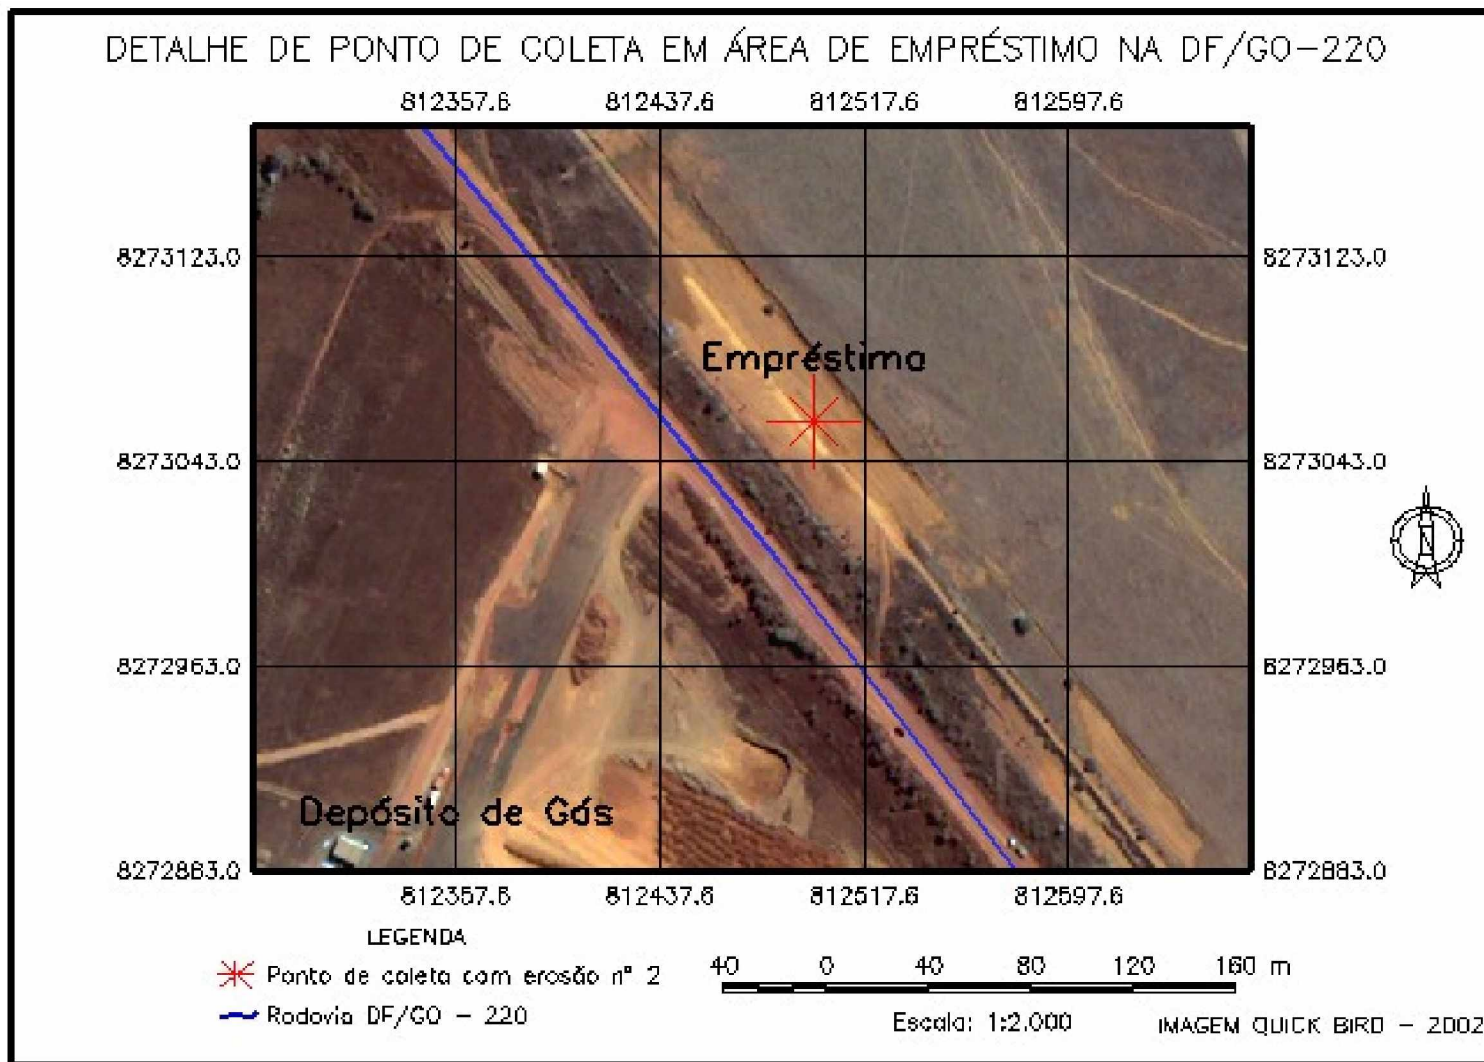 DETALHE DE PONTO DE COLETA EM ÁREA DE EMPRÉSTIMO NA DF/GO-220
812357.6 812437.6 812517.6 812597.6
8273123.0 8273123.0
Empréstimo
8273043.0 8273043.0
8272963.0 8272963.0
Depósito de Gás
8272883.0 8272883.0
812357.6 812437.6 812517.6 812597.6
LEGENDA
Ponto de coleta com erosão nº 2
Rodovia DF/GO - 220
40 0 40 80 120 160 m
Escala: 1:2.000
IMAGEM QUICK BIRD - 2002
N